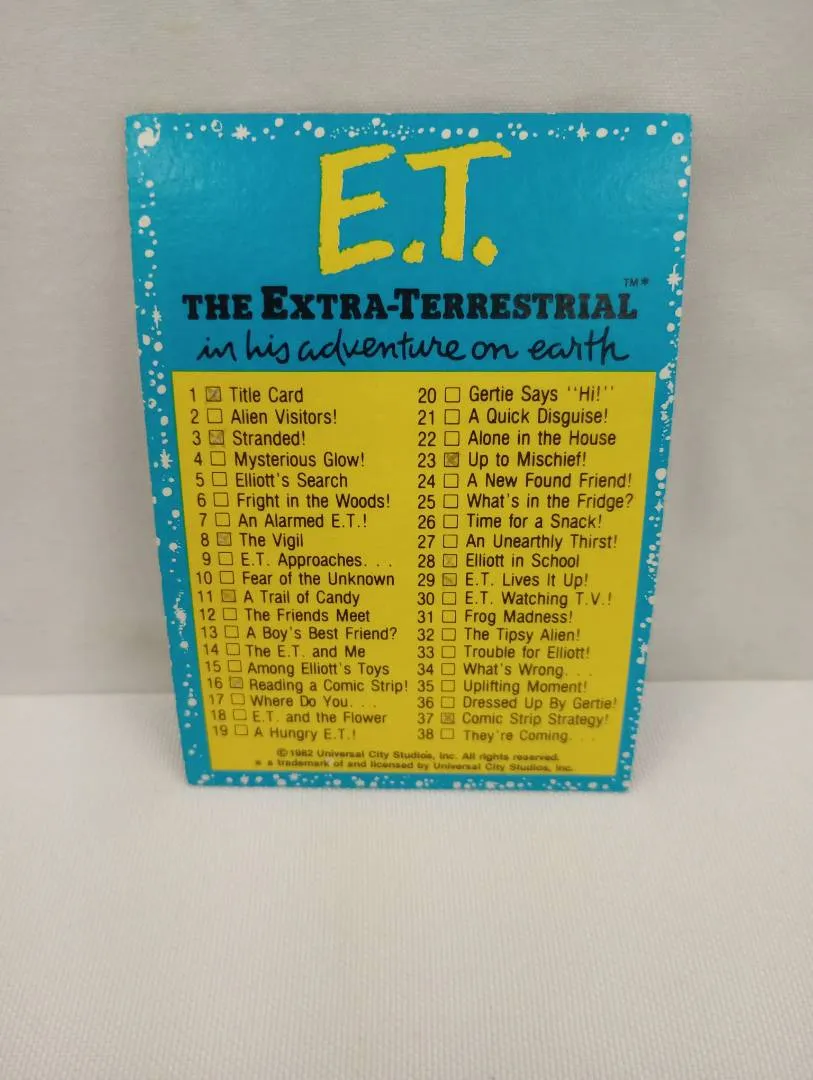 E.T.
THE EXTRA-TERRESTRIAL™*
in his adventure on earth
1 ☒ Title Card
2 ☐ Alien Visitors!
3 ☒ Stranded!
4 ☐ Mysterious Glow!
5 ☐ Elliott's Search
6 ☐ Fright in the Woods!
7 ☐ An Alarmed E.T.!
8 ☒ The Vigil
9 ☐ E.T. Approaches. . .
10 ☐ Fear of the Unknown
11 ☒ A Trail of Candy
12 ☐ The Friends Meet
13 ☐ A Boy's Best Friend?
14 ☐ The E.T. and Me
15 ☐ Among Elliott's Toys
16 ☒ Reading a Comic Strip!
17 ☐ Where Do You. . .
18 ☐ E.T. and the Flower
19 ☐ A Hungry E.T.!
20 ☐ Gertie Says ''Hi!''
21 ☐ A Quick Disguise!
22 ☐ Alone in the House
23 ☒ Up to Mischief!
24 ☐ A New Found Friend!
25 ☐ What's in the Fridge?
26 ☐ Time for a Snack!
27 ☐ An Unearthly Thirst!
28 ☒ Elliott in School
29 ☒ E.T. Lives It Up!
30 ☐ E.T. Watching T.V.!
31 ☐ Frog Madness!
32 ☐ The Tipsy Alien!
33 ☐ Trouble for Elliott!
34 ☐ What's Wrong. . .
35 ☐ Uplifting Moment!
36 ☐ Dressed Up By Gertie!
37 ☒ Comic Strip Strategy!
38 ☐ They're Coming. . .
©1982 Universal City Studios, Inc. All rights reserved.
* a trademark of and licensed by Universal City Studios, Inc.